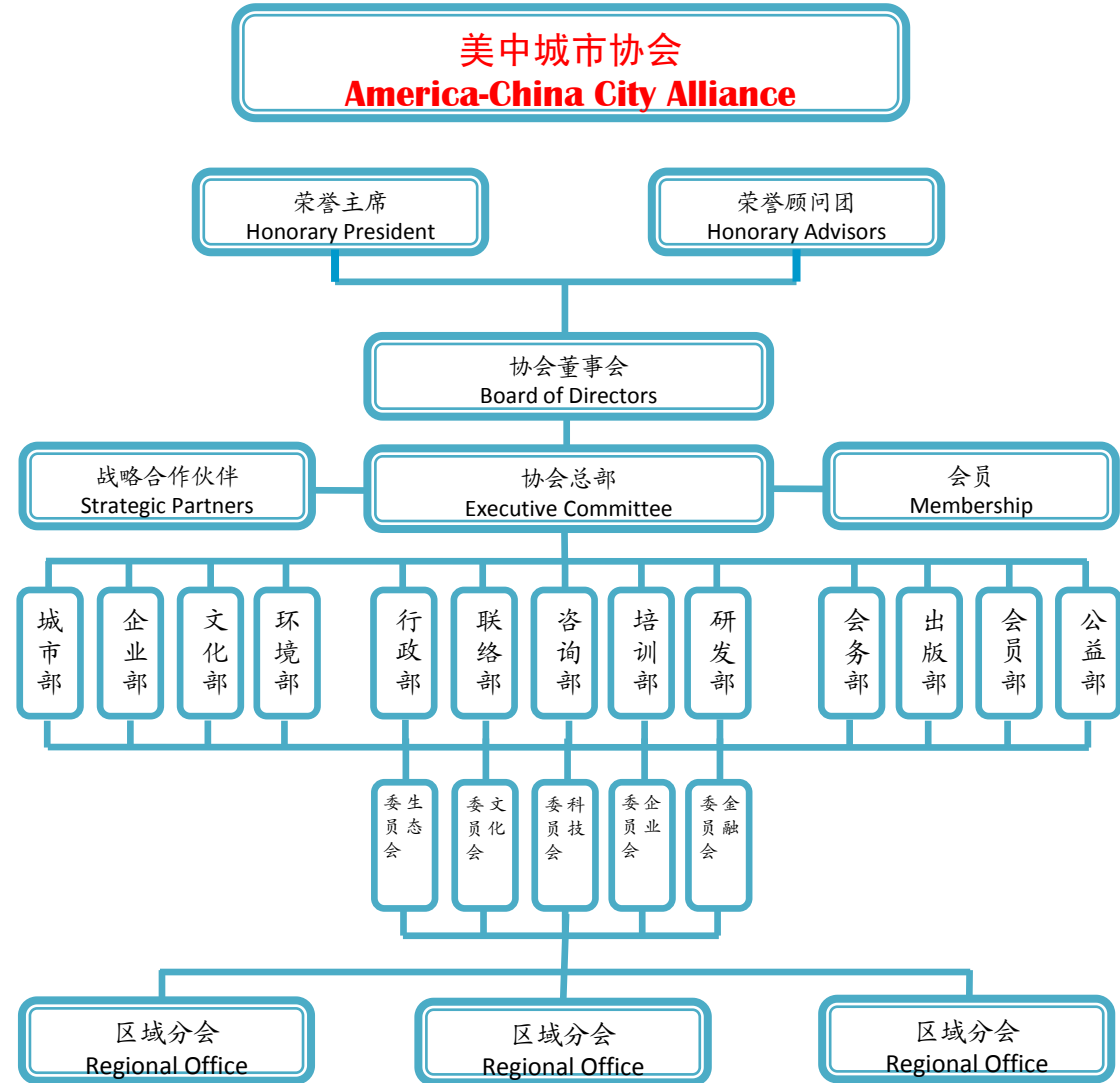 美中城市协会
America-China City Alliance
荣誉主席
Honorary President
荣誉顾问团
Honorary Advisors
协会董事会
Board of Directors
战略合作伙伴
Strategic Partners
协会总部
Executive Committee
会员
Membership
城市部
企业部
文化部
环境部
行政部
联络部
咨询部
培训部
研发部
会务部
出版部
会员部
公益部
生态
委员会
文化
委员会
科技
委员会
企业
委员会
金融
委员会
区域分会
Regional Office
区域分会
Regional Office
区域分会
Regional Office